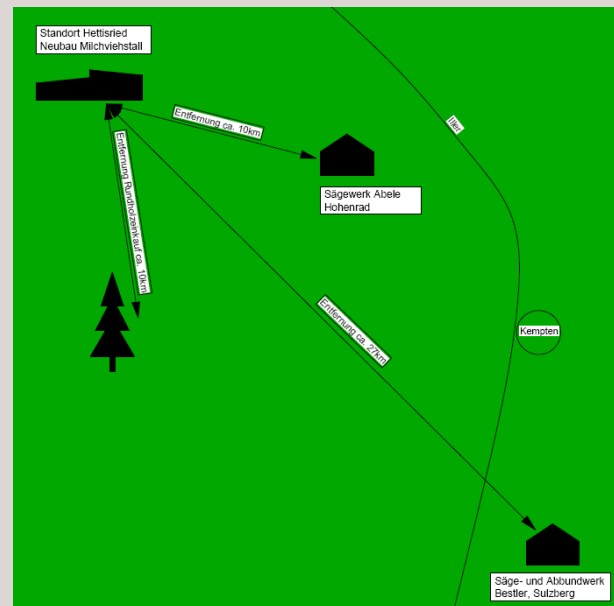 Standort Hettisried
Neubau Milchviehstall
Entfernung ca. 10km
Iller
Sägewerk Abele
Hohenrad
Entfernung Rundholzeinkauf ca. 10km
Entfernung ca. 27km
Kempten
Säge- und Abbundwerk
Bestler, Sulzberg